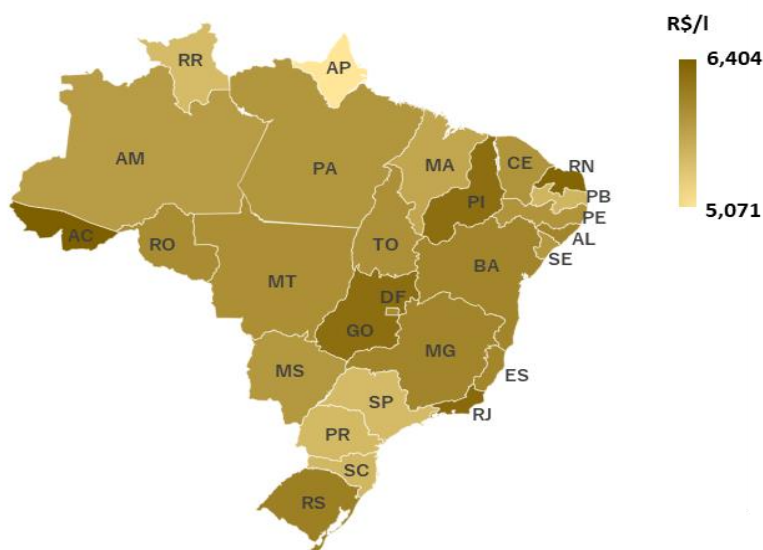 R$/l
6,404
5,071
RR
AP
AM
PA
MA
CE
RN
PB
PE
AL
SE
PI
AC
RO
TO
BA
MT
DF
GO
MG
ES
MS
SP
RJ
PR
SC
RS